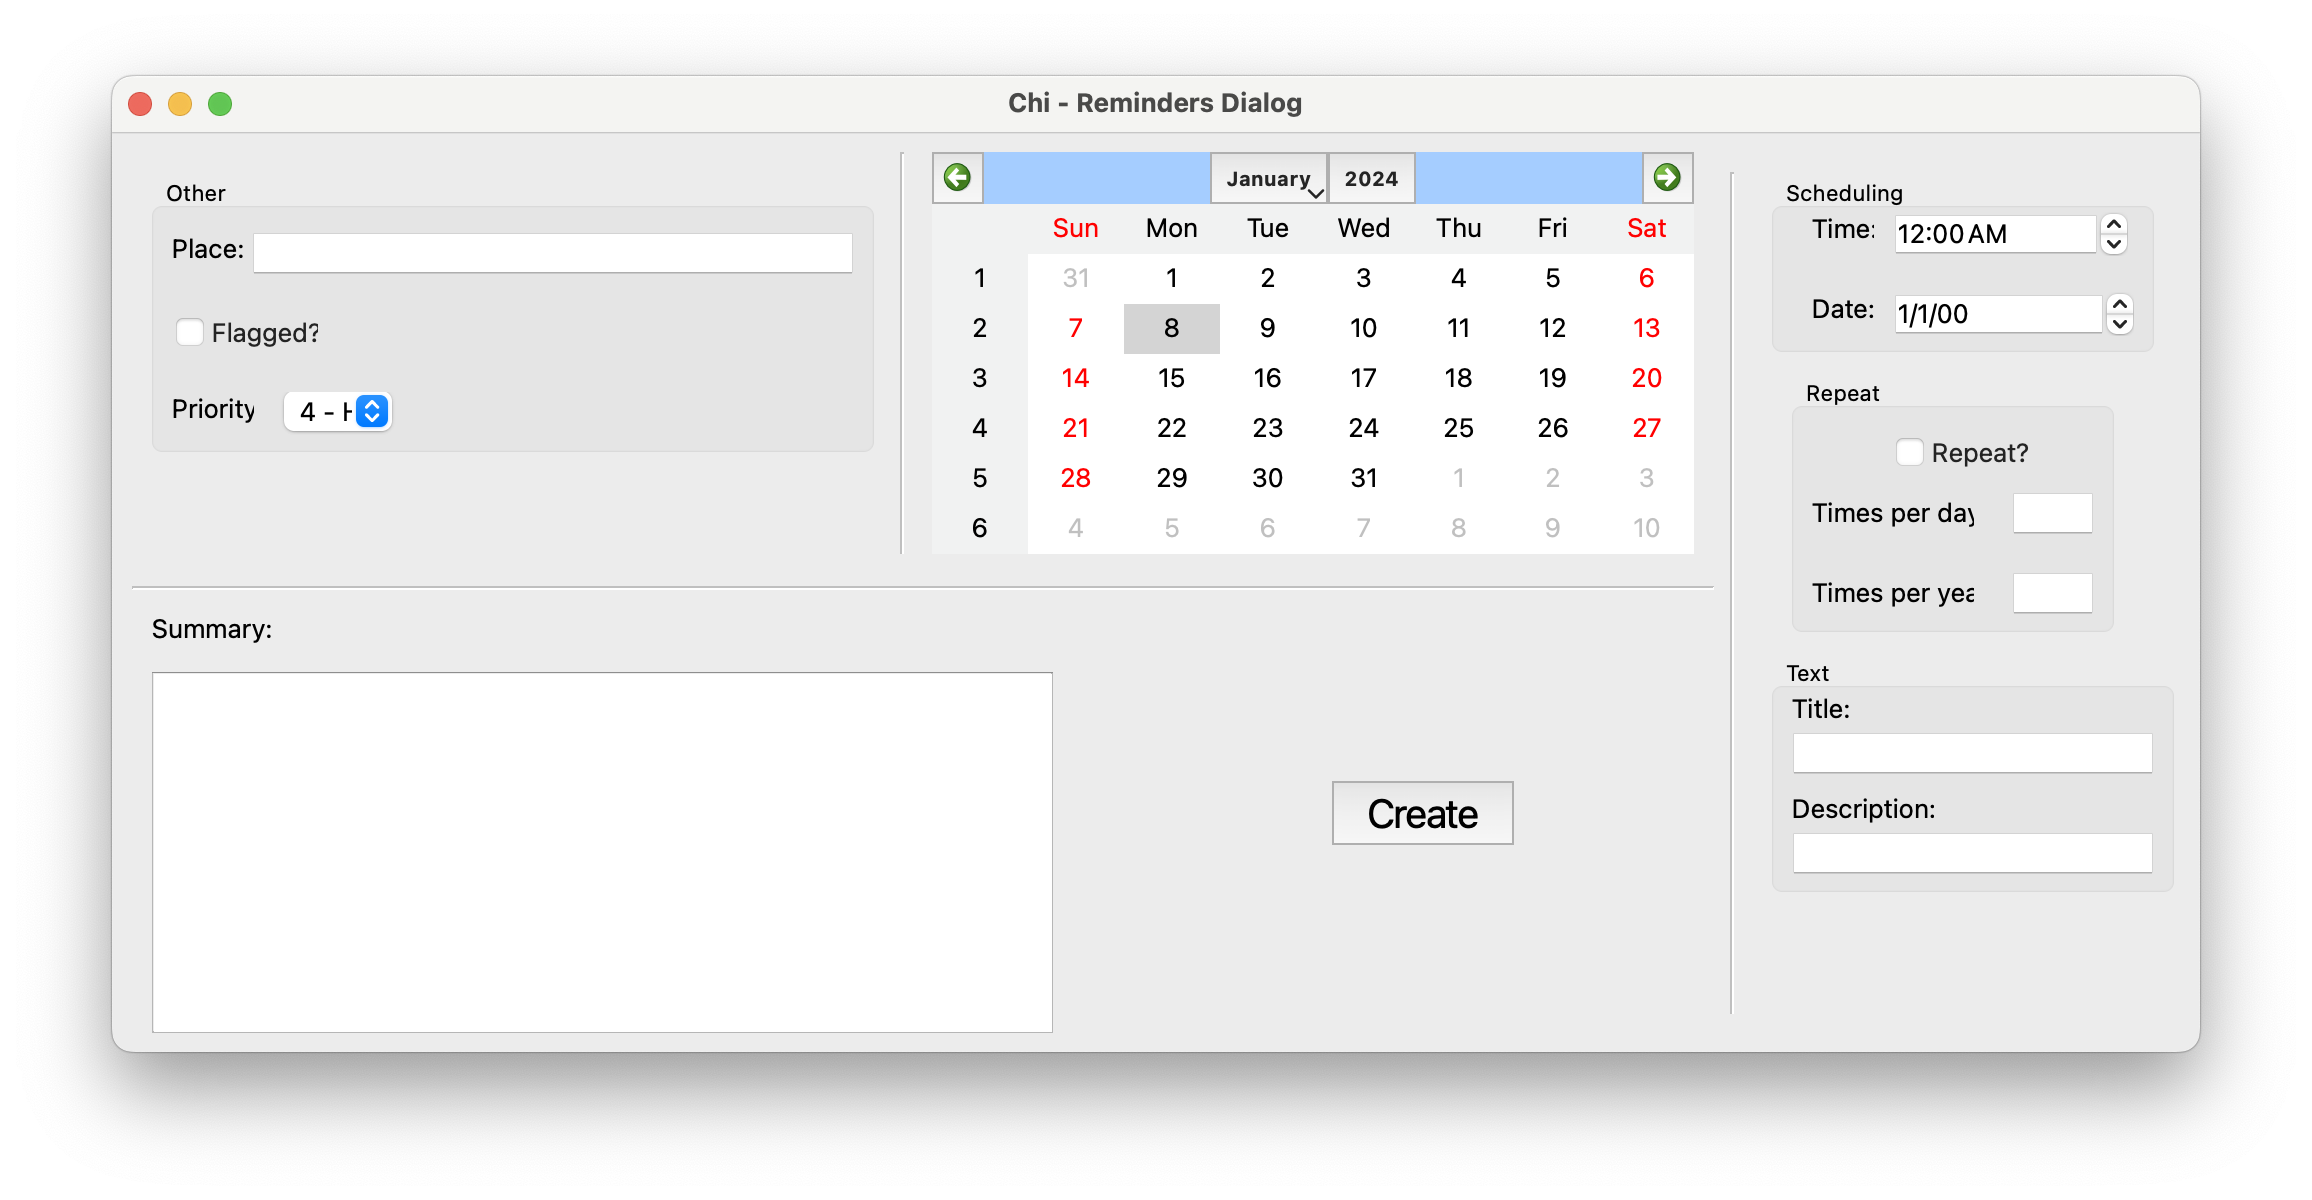 Chi - Reminders Dialog
Other
Place:
Flagged?
Priority
4 - H
January 2024
Sun Mon Tue Wed Thu Fri Sat
1 31 1 2 3 4 5 6
2 7 8 9 10 11 12 13
3 14 15 16 17 18 19 20
4 21 22 23 24 25 26 27
5 28 29 30 31 1 2 3
6 4 5 6 7 8 9 10
Summary:
Create
Scheduling
Time: 12:00 AM
Date: 1/1/00
Repeat
Repeat?
Times per day
Times per yea
Text
Title:
Description: